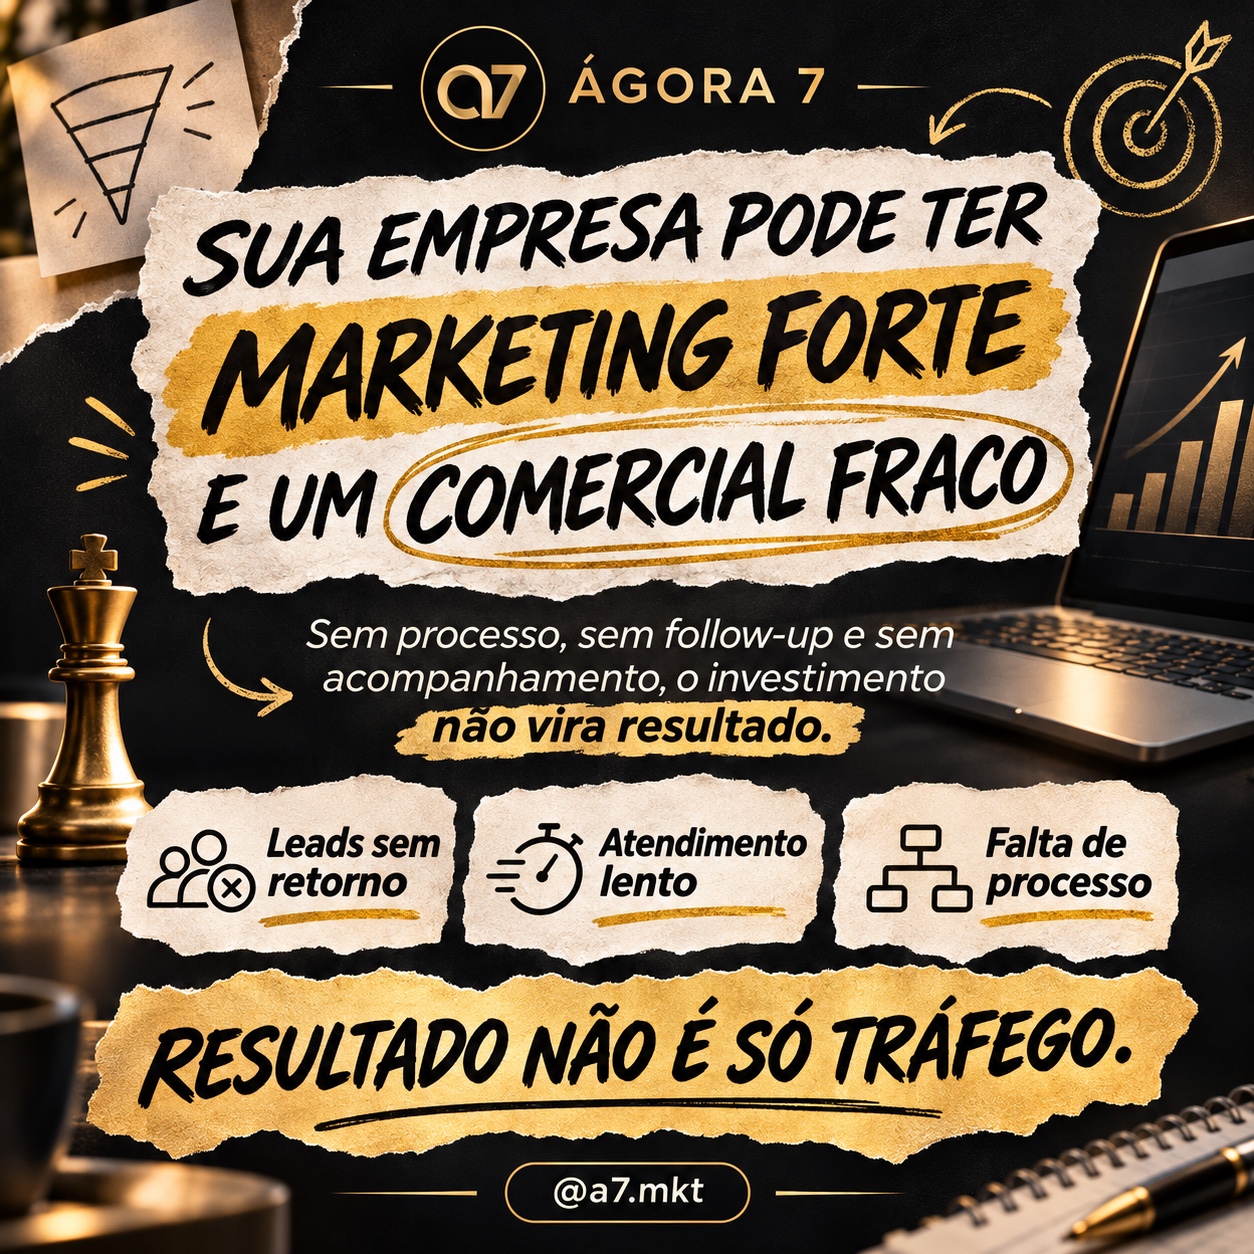 a7 ÁGORA 7
SUA EMPRESA PODE TER
MARKETING FORTE
E UM COMERCIAL FRACO
Sem processo, sem follow-up e sem
acompanhamento, o investimento
não vira resultado.
Leads sem
retorno
Atendimento
lento
Falta de
processo
RESULTADO NÃO É SÓ TRÁFEGO.
@a7.mkt